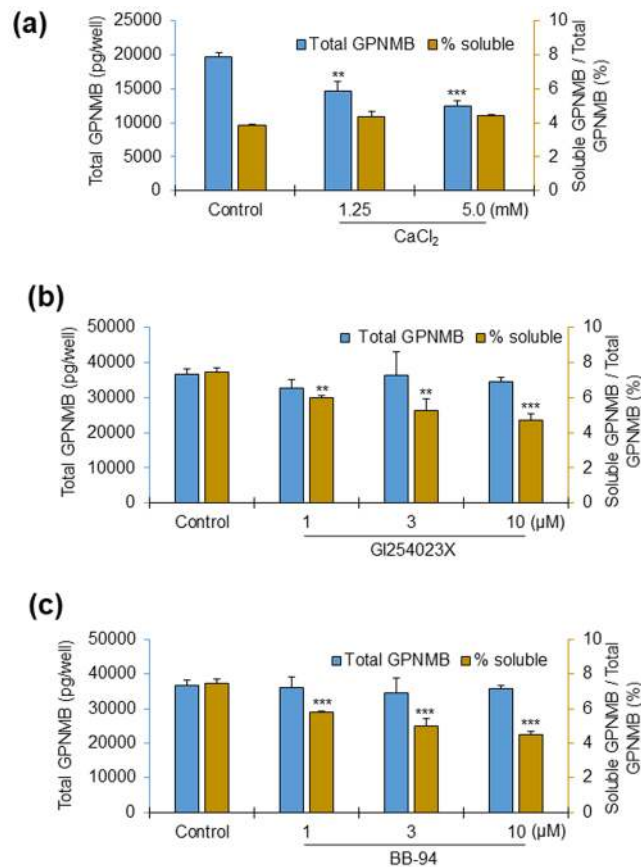 (a)
Total GPNMB (pg/well)
25000
20000
15000
10000
5000
0
Total GPNMB
% soluble
**
***
10
8
6
4
2
0
Soluble GPNMB / Total
GPNMB (%)
Control
1.25
5.0 (mM)
CaCl₂
(b)
Total GPNMB (pg/well)
50000
40000
30000
20000
10000
0
Total GPNMB
% soluble
**
**
***
10
8
6
4
2
0
Soluble GPNMB / Total
GPNMB (%)
Control
1
3
10 (µM)
GI254023X
(c)
Total GPNMB (pg/well)
50000
40000
30000
20000
10000
0
Total GPNMB
% soluble
***
***
***
10
8
6
4
2
0
Soluble GPNMB / Total
GPNMB (%)
Control
1
3
10 (µM)
BB-94